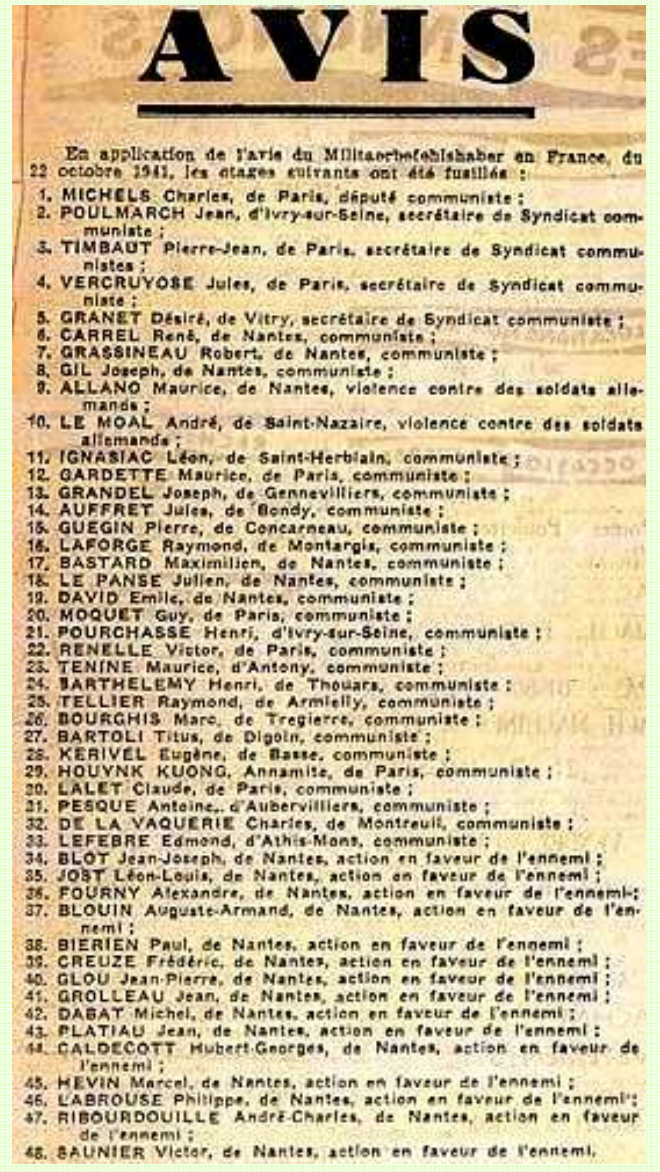 AVIS
En application de l'avis du Militaerbefehlshaber en France, du
22 octobre 1941, les otages suivants ont été fusillés :
1. MICHELS Charles, de Paris, député communiste ;
2. POULMARCH Jean, d'Ivry-sur-Seine, secrétaire de Syndicat com-
muniste ;
3. TIMBAUT Pierre-Jean, de Paris, secrétaire de Syndicat commu-
nistes ;
4. VERCRUYOSE Jules, de Paris, secrétaire de Syndicat commu-
niste ;
5. GRANET Désiré, de Vitry, secrétaire de Syndicat communiste ;
6. CARREL René, de Nantes, communiste ;
7. GRASSINEAU Robert, de Nantes, communiste ;
8. GIL Joseph, de Nantes, communiste ;
9. ALLANO Maurice, de Nantes, violence contre des soldats alle-
mands ;
10. LE MOAL André, de Saint-Nazaire, violence contre des soldats
allemands ;
11. IGNASIAC Léon, de Saint-Herblain, communiste ;
12. GARDETTE Maurice, de Paris, communiste ;
13. GRANDEL Joseph, de Gennevilliers, communiste ;
14. AUFFRET Jules, de Bondy, communiste ;
15. GUEGIN Pierre, de Concarneau, communiste ;
16. LAFORGE Raymond, de Montargis, communiste ;
17. BASTARD Maximilien, de Nantes, communiste ;
18. LE PANSE Julien, de Nantes, communiste ;
19. DAVID Emile, de Nantes, communiste ;
20. MOQUET Guy, de Paris, communiste ;
21. POURCHASSE Henri, d'Ivry-sur-Seine, communiste ;
22. RENELLE Victor, de Paris, communiste ;
23. TENINE Maurice, d'Antony, communiste ;
24. BARTHELEMY Henri, de Thouars, communiste ;
25. TELLIER Raymond, de Armielly, communiste ;
26. BOURGHIS Marc, de Tregierre, communiste ;
27. BARTOLI Titus, de Digoin, communiste ;
28. KERIVEL Eugène, de Basse, communiste ;
29. HOUYNK KUONG, Annamite, de Paris, communiste ;
30. LALET Claude, de Paris, communiste ;
31. PESQUE Antoine, d'Aubervilliers, communiste ;
32. DE LA VAQUERIE Charles, de Montreuil, communiste ;
33. LEFEBRE Edmond, d'Athis-Mons, communiste ;
34. BLOT Jean-Joseph, de Nantes, action en faveur de l'ennemi ;
35. JOST Léon-Louis, de Nantes, action en faveur de l'ennemi ;
36. FOURNY Alexandre, de Nantes, action en faveur de l'ennemi ;
37. BLOUIN Auguste-Armand, de Nantes, action en faveur de l'en-
nemi ;
38. BIERIEN Paul, de Nantes, action en faveur de l'ennemi ;
39. CREUZE Frédéric, de Nantes, action en faveur de l'ennemi ;
40. GLOU Jean-Pierre, de Nantes, action en faveur de l'ennemi ;
41. GROLLEAU Jean, de Nantes, action en faveur de l'ennemi ;
42. DABAT Michel, de Nantes, action en faveur de l'ennemi ;
43. PLATIAU Jean, de Nantes, action en faveur de l'ennemi ;
44. CALDECOTT Hubert-Georges, de Nantes, action en faveur de
l'ennemi ;
45. HEVIN Marcel, de Nantes, action en faveur de l'ennemi ;
46. LABROUSE Philippe, de Nantes, action en faveur de l'ennemi ;
47. RIBOURDOUILLE André-Charles, de Nantes, action en faveur
de l'ennemi ;
48. SAUNIER Victor, de Nantes, action en faveur de l'ennemi.